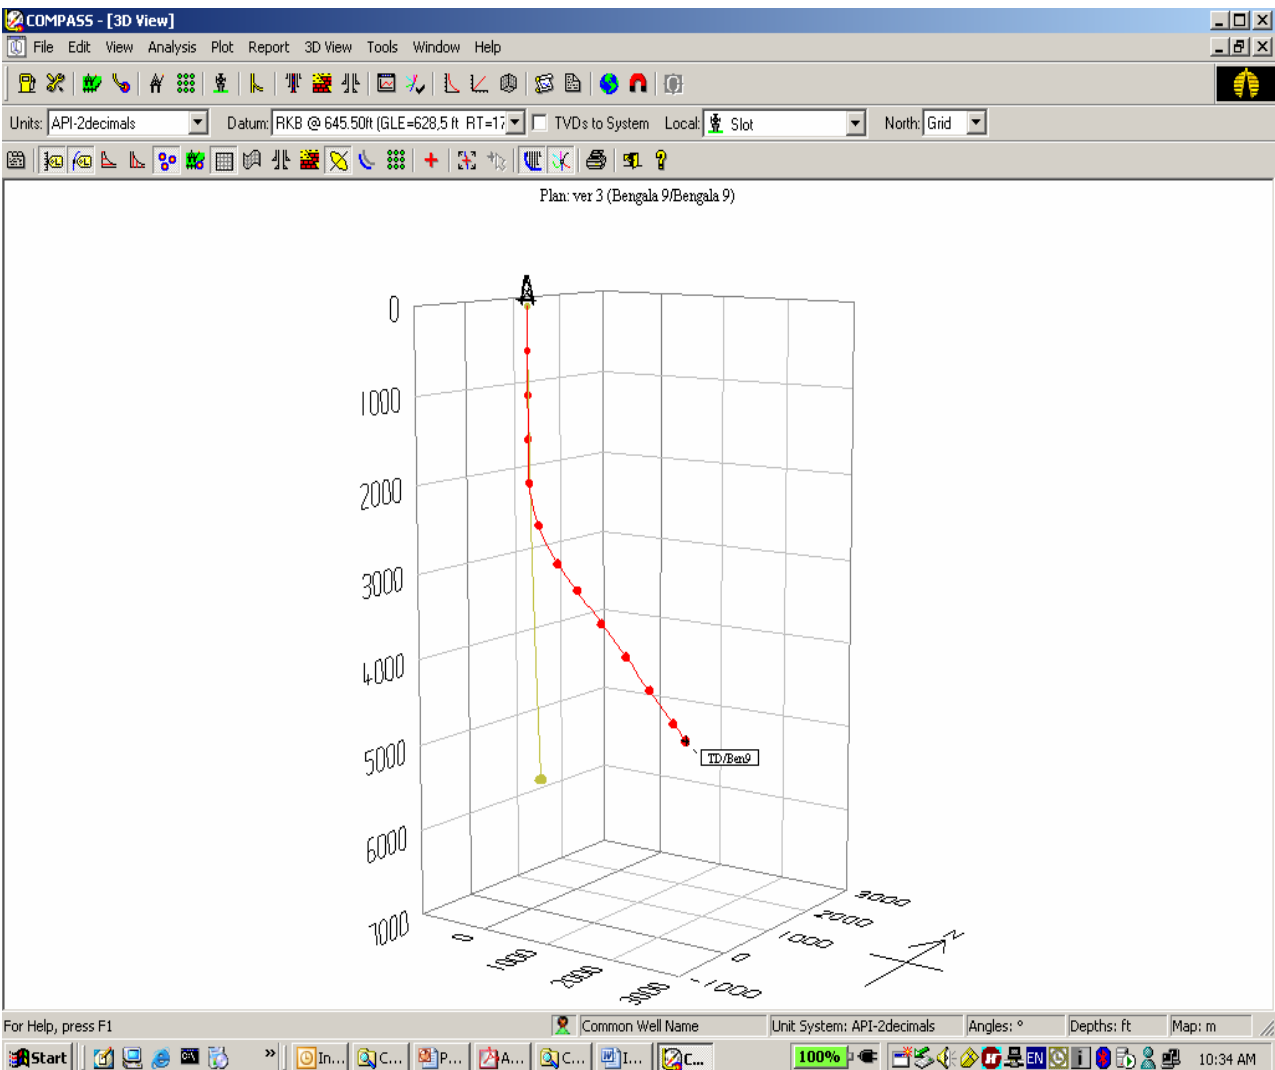 COMPASS - [3D View]
File Edit View Analysis Plot Report 3D View Tools Window Help
Units: API-2decimals Datum: RKB @ 645.50ft (GLE=628,5 ft RT=17 TVDs to System Local: Slot North: Grid
Plan: ver 3 (Bengala 9/Bengala 9)
0
1000
2000
3000
4000
5000
6000
7000
TD/Ben9
0
1000
2000
3000
-1000
0
1000
2000
3000
N
For Help, press F1
Common Well Name
Unit System: API-2decimals
Angles: °
Depths: ft
Map: m
Start
»
In...
C...
P...
A...
C...
I...
C...
100%
EN
10:34 AM